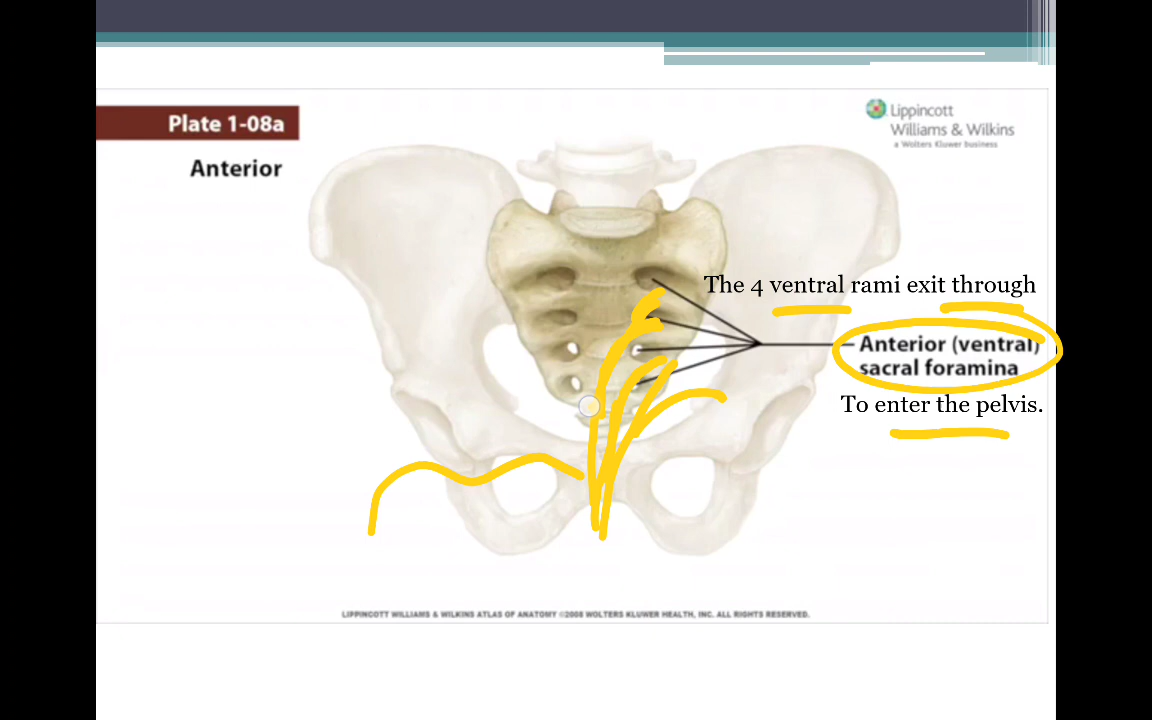 Plate 1-08a
Lippincott
Williams & Wilkins
a Wolters Kluwer business
Anterior
The 4 ventral rami exit through
Anterior (ventral)
sacral foramina
To enter the pelvis.
LIPPINCOTT WILLIAMS & WILKINS ATLAS OF ANATOMY ©2008 WOLTERS KLUWER HEALTH, INC. ALL RIGHTS RESERVED.